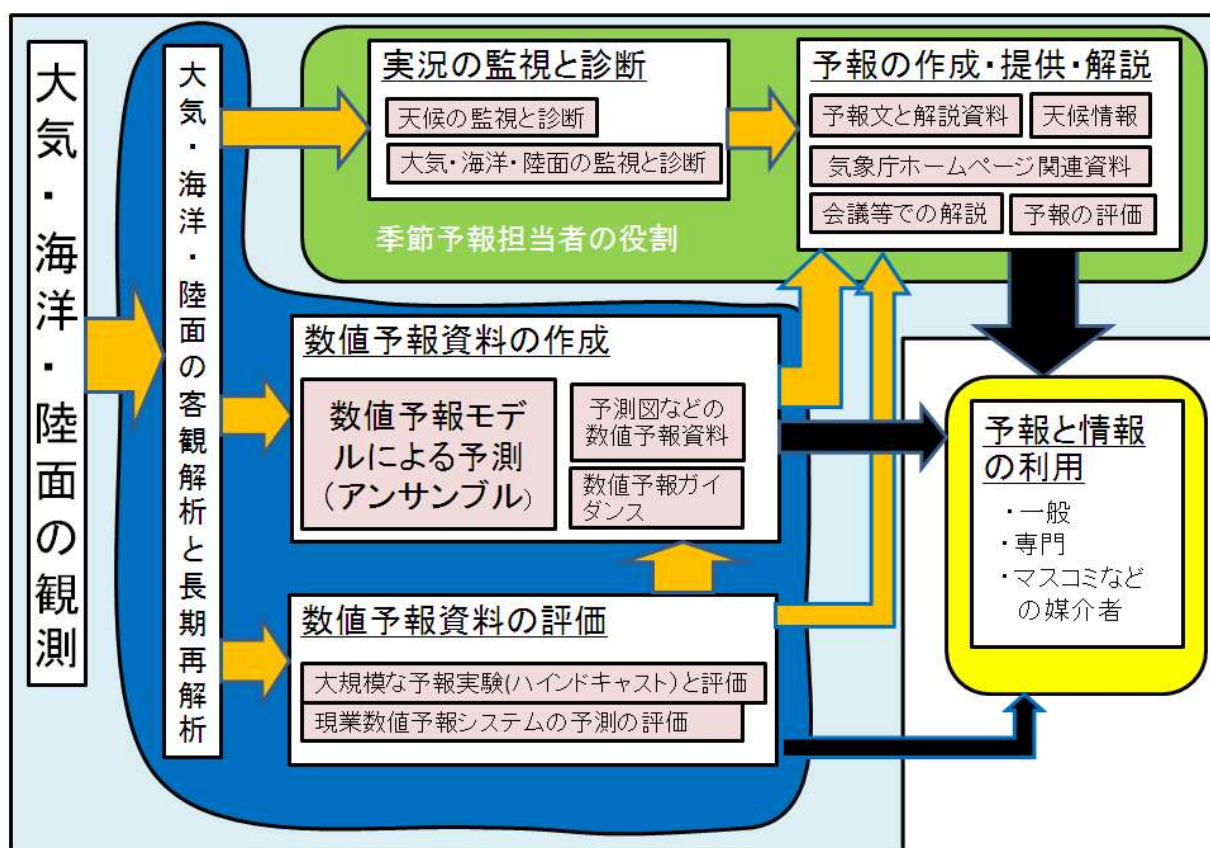 大気・海洋・陸面の観測
大気・海洋・陸面の客観解析と長期再解析
実況の監視と診断
天候の監視と診断
大気・海洋・陸面の監視と診断
季節予報担当者の役割
予報の作成・提供・解説
予報文と解説資料
天候情報
気象庁ホームページ関連資料
会議等での解説
予報の評価
数値予報資料の作成
数値予報モデ
ルによる予測
（アンサンブル）
予測図などの
数値予報資料
数値予報ガイ
ダンス
数値予報資料の評価
大規模な予報実験(ハインドキャスト)と評価
現業数値予報システムの予測の評価
予報と情報
の利用
・一般
・専門
・マスコミなど
の媒介者